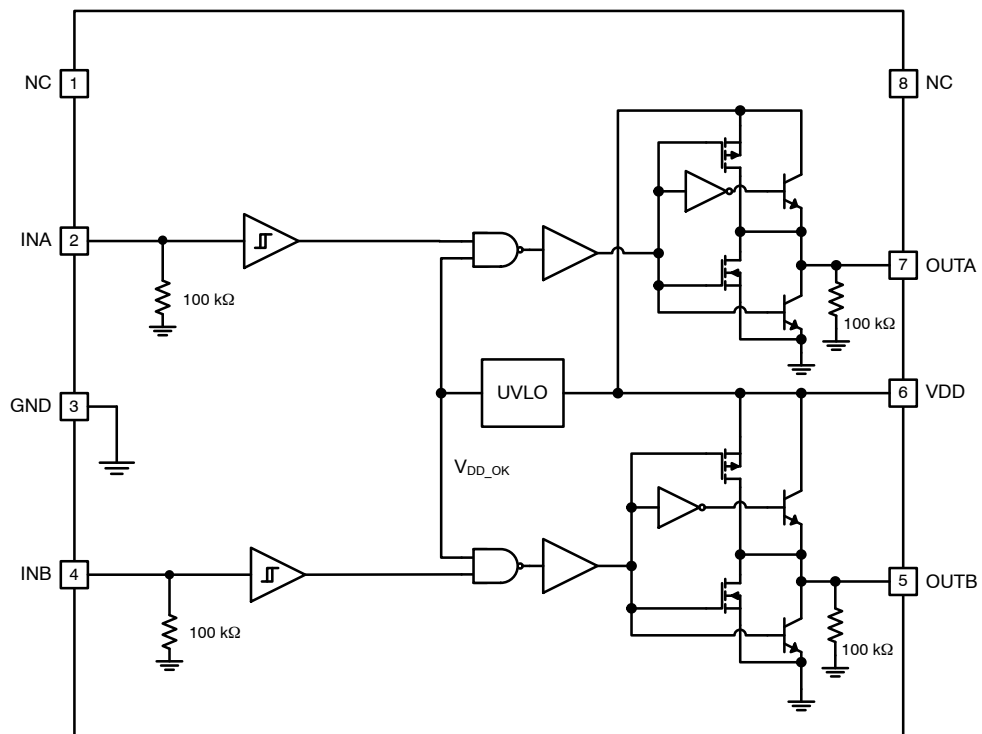 NC 1
8 NC
INA 2
100 kΩ
7 OUTA
100 kΩ
GND 3
UVLO
6 VDD
VDD_OK
INB 4
100 kΩ
5 OUTB
100 kΩ